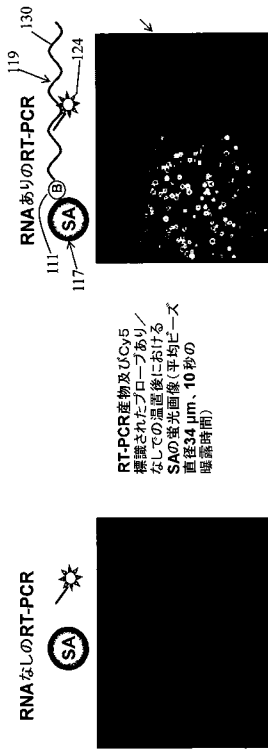 RNAなしのRT-PCR
SA
RT-PCR産物及びCy5
標識されたプローブあり/
なしでの温置後における
SAの蛍光画像(平均ビーズ
直径34 μm、10 秒の
曝露時間)
RNAありのRT-PCR
119
130
111
B
124
SA
117